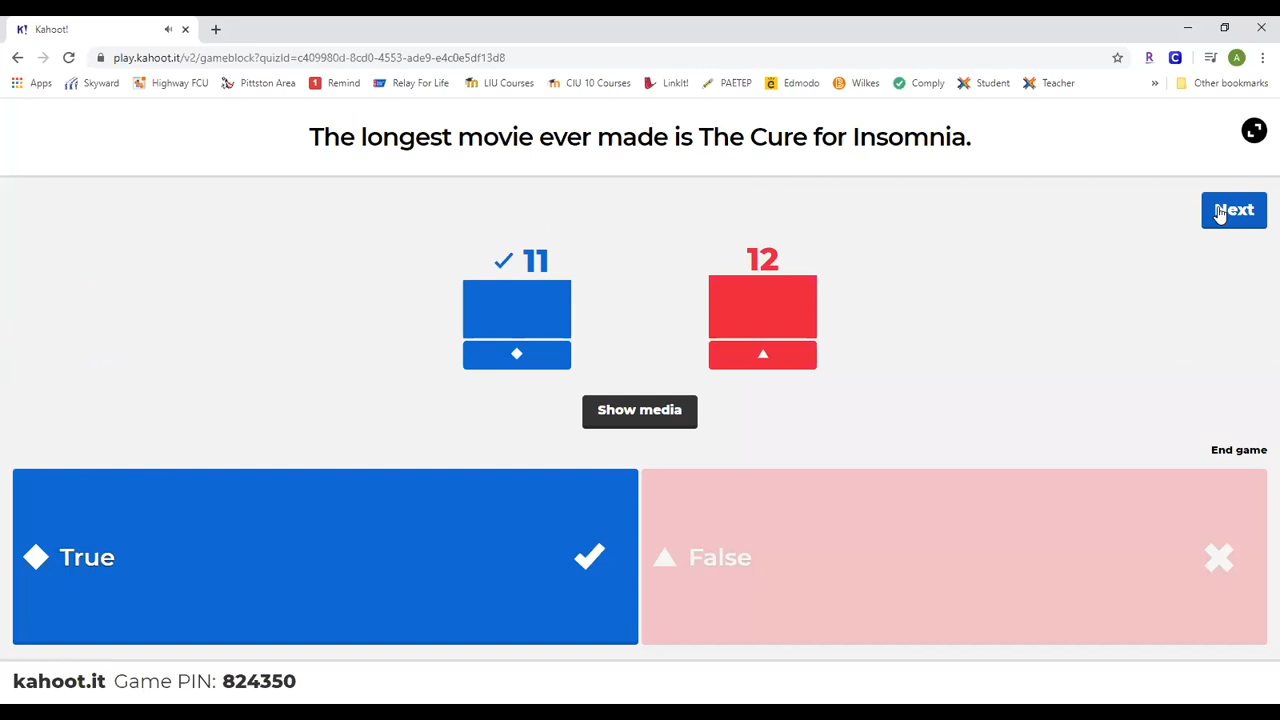 Kahoot!
play.kahoot.it/v2/gameblock?quizId=c409980d-8cd0-4553-ade9-e4c0e5df13d8
Apps Skyward Highway FCU Pittston Area Remind Relay For Life LIU Courses CIU 10 Courses LinkIt! PAETEP Edmodo Wilkes Comply Student Teacher » Other bookmarks
The longest movie ever made is The Cure for Insomnia.
Next
11 12
Show media
End game
True False
kahoot.it Game PIN: 824350